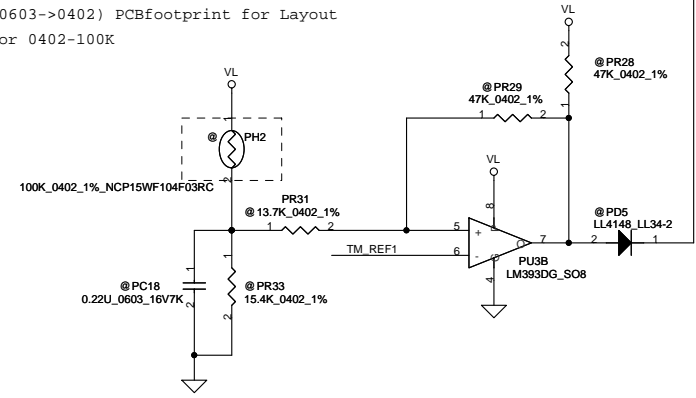 0603->0402) PCBfootprint for Layout
or 0402-100K
VL
2
@PR28
47K_0402_1%
1
@PR29
47K_0402_1%
1
2
VL
1
@
PH2
2
100K_0402_1%_NCP15WF104F03RC
PR31
@13.7K_0402_1%
1
2
VL
8
5
+
6
-
TM_REF1
O
G
7
4
PU3B
LM393DG_SO8
@PD5
LL4148_LL34-2
2
1
1
@PC18
0.22U_0603_16V7K
2
1
@PR33
15.4K_0402_1%
2